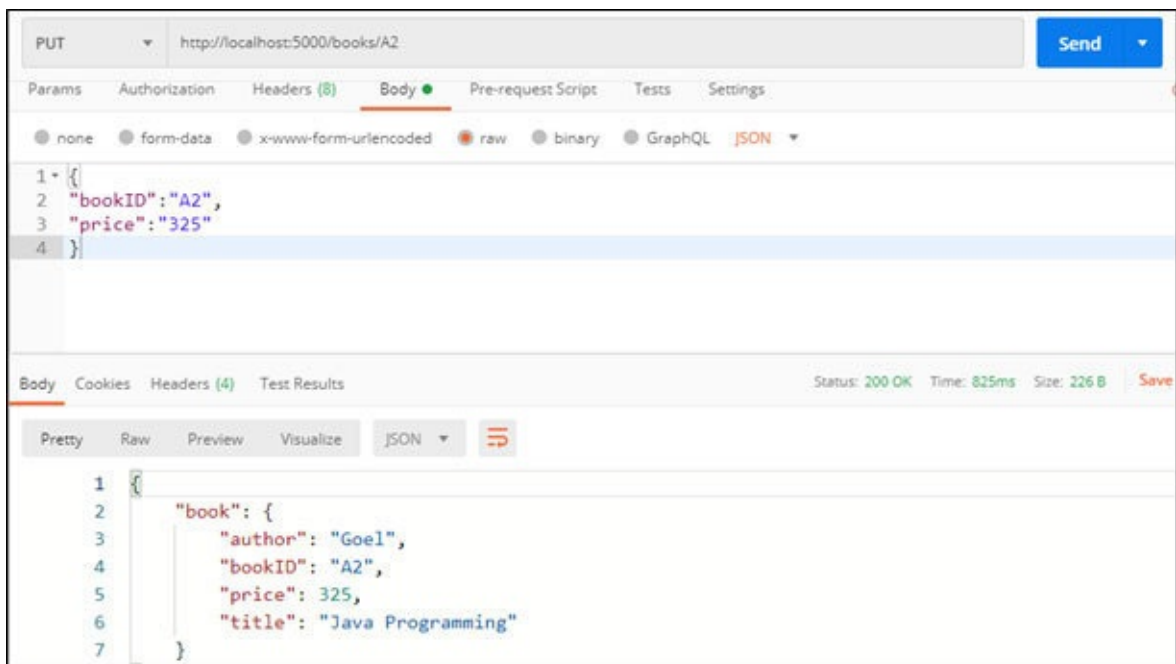 PUT http://localhost:5000/books/A2 Send
Params Authorization Headers (8) Body Pre-request Script Tests Settings
none form-data x-www-form-urlencoded raw binary GraphQL JSON
1 {
2 "bookID":"A2",
3 "price":"325"
4 }
Body Cookies Headers (4) Test Results Status: 200 OK Time: 825ms Size: 226 B Save
Pretty Raw Preview Visualize JSON
1 {
2 "book": {
3 "author": "Goel",
4 "bookID": "A2",
5 "price": 325,
6 "title": "Java Programming"
7 }